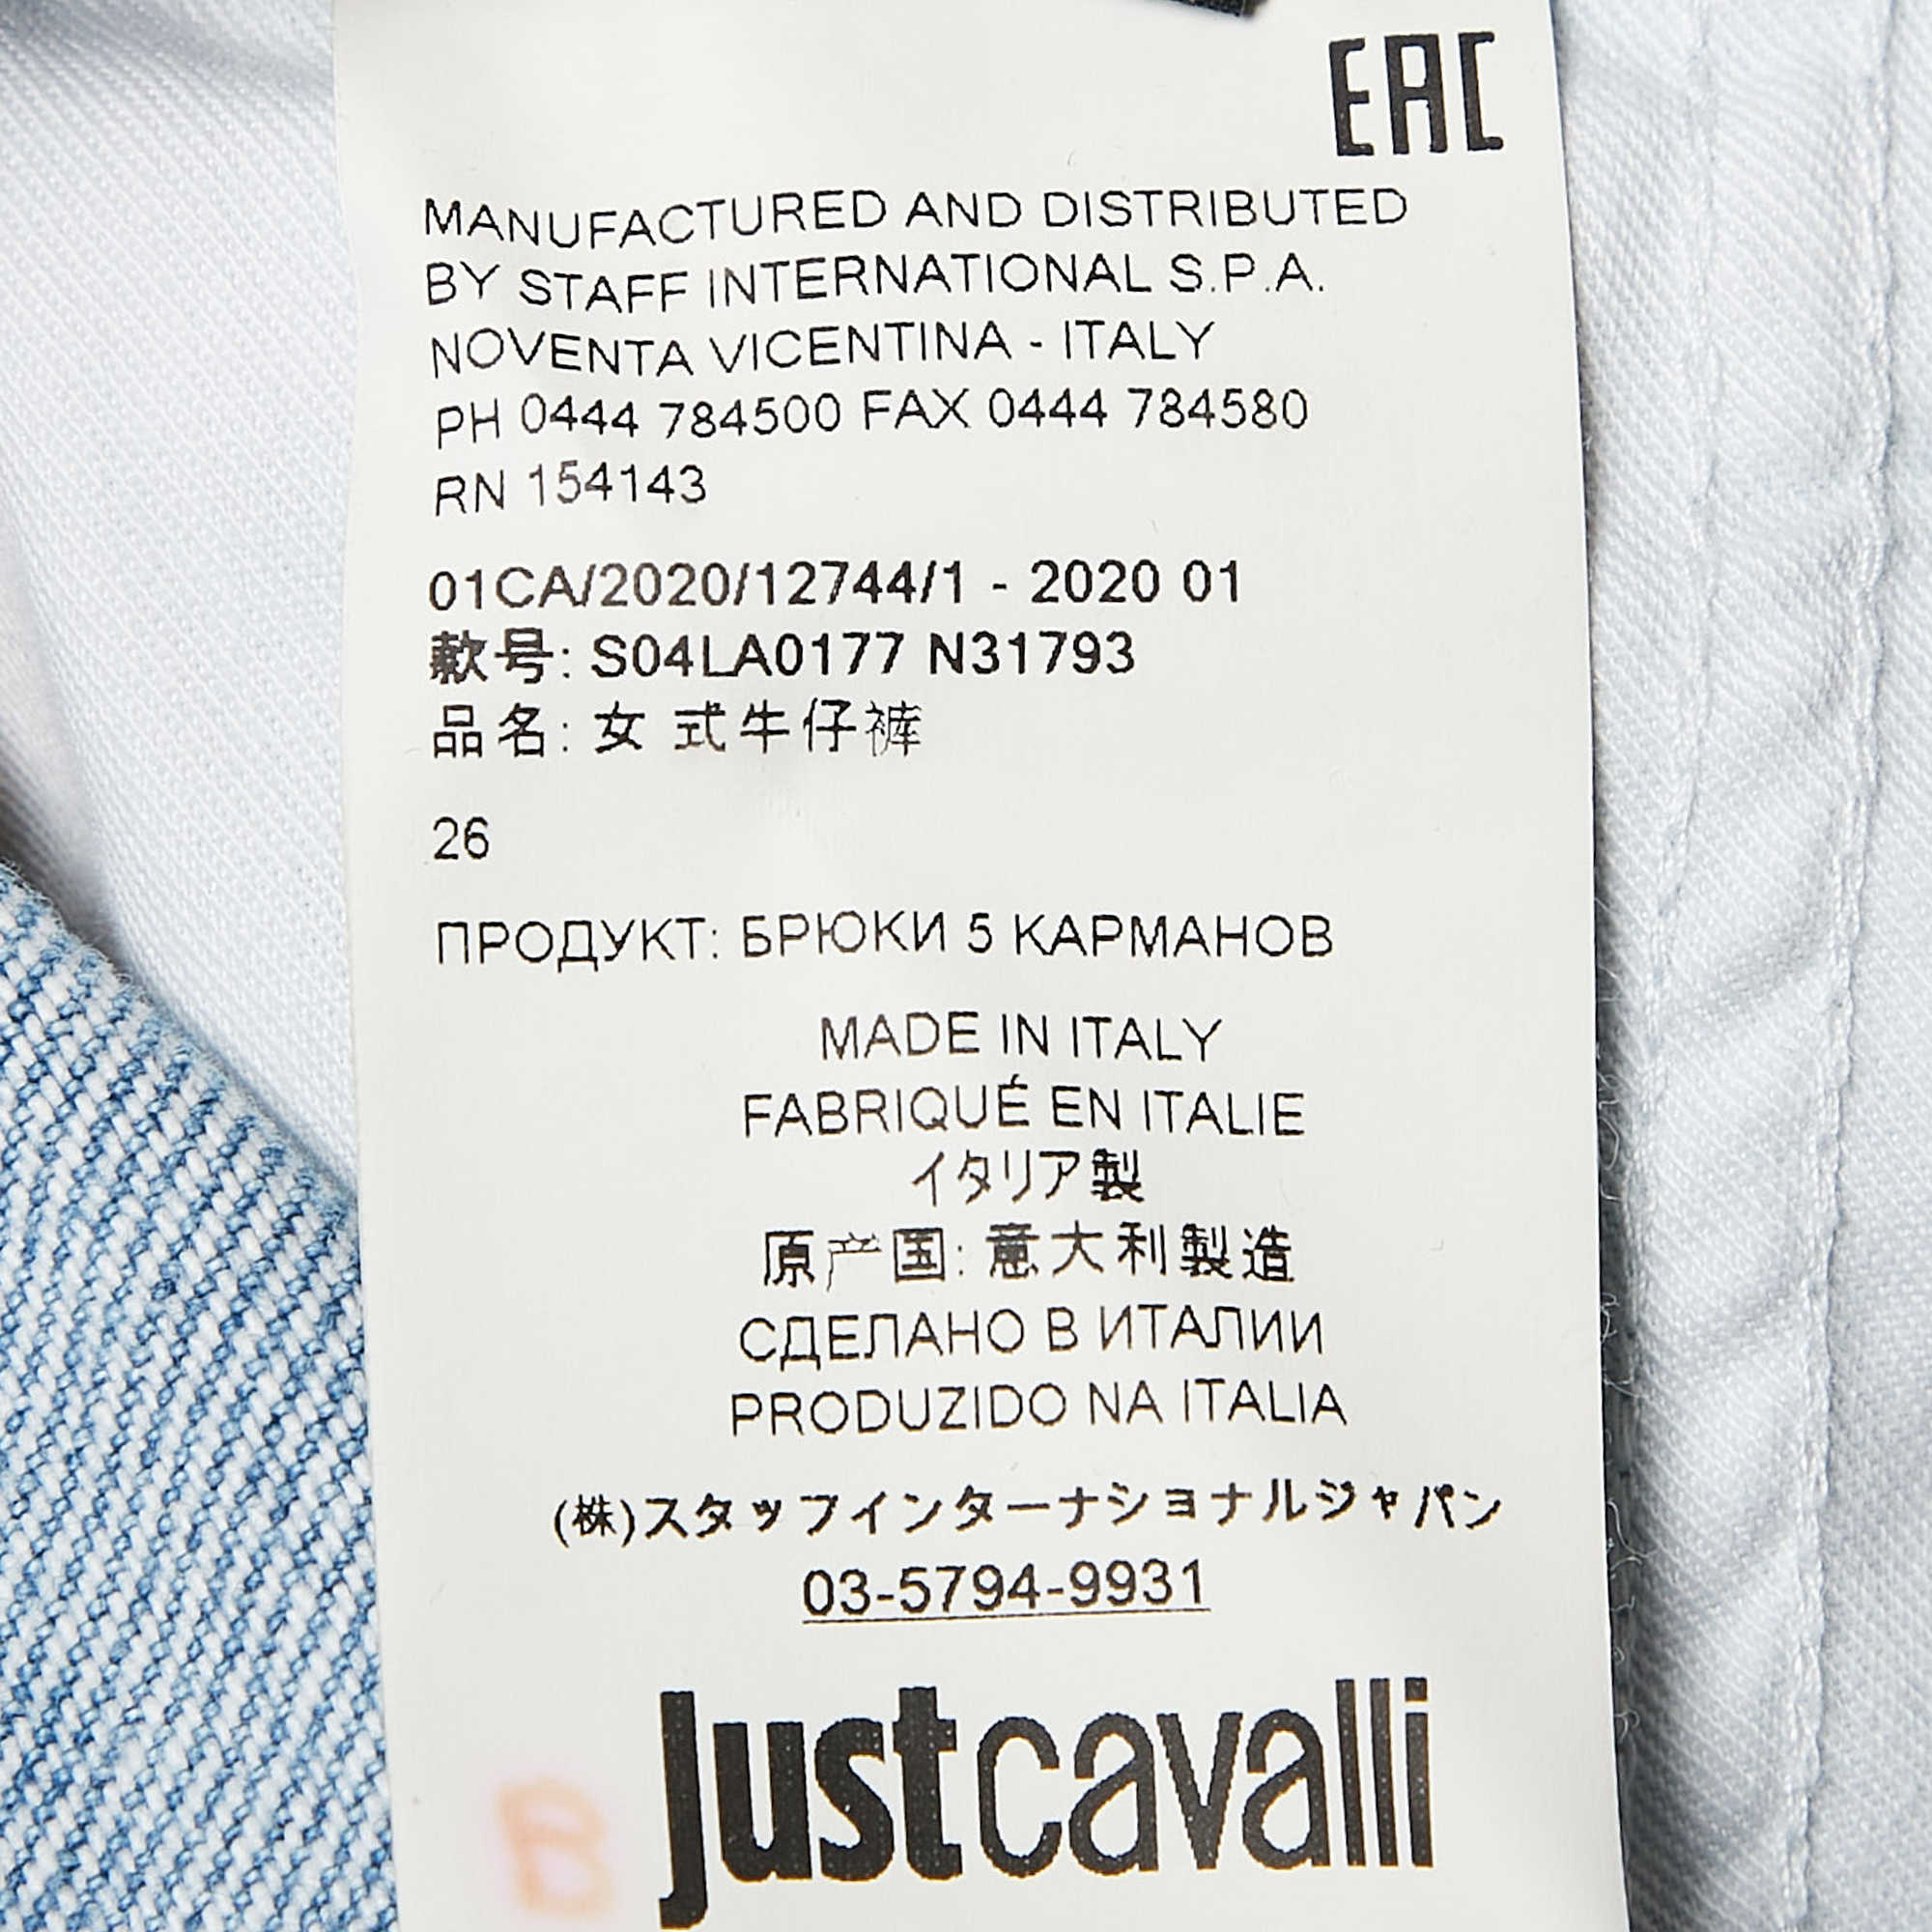 EAC
MANUFACTURED AND DISTRIBUTED
BY STAFF INTERNATIONAL S.P.A.
NOVENTA VICENTINA - ITALY
PH 0444 784500 FAX 0444 784580
RN 154143
01CA/2020/12744/1 - 2020 01
款号: S04LA0177 N31793
品名: 女 式牛仔裤
26
ПРОДУКТ: БРЮКИ 5 КАРМАНОВ
MADE IN ITALY
FABRIQUÉ EN ITALIE
イタリア製
原产国: 意大利製造
СДЕЛАНО В ИТАЛИИ
PRODUZIDO NA ITALIA
(株)スタッフインターナショナルジャパン
03-5794-9931
justcavalli
B